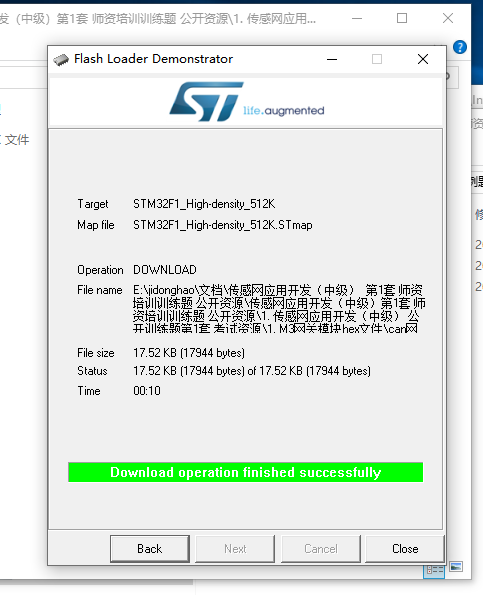 发（中级）第1套 师资培训训练题 公开资源\1. 传感网应用...
Flash Loader Demonstrator
ST
life.augmented
文件
Target STM32F1_High-density_512K
Map file STM32F1_High-density_512K.STmap
Operation DOWNLOAD
File name E:\jidonghao\文档\传感网应用开发（中级） 第1套 师资
培训训练题 公开资源\传感网应用开发（中级）第1套 师
资培训训练题 公开资源\1. 传感网应用开发（中级） 公
开训练题第1套 考试资源\1. M3网关模块hex文件\can网
File size 17.52 KB (17944 bytes)
Status 17.52 KB (17944 bytes) of 17.52 KB (17944 bytes)
Time 00:10
Download operation finished successfully
Back Next Cancel Close